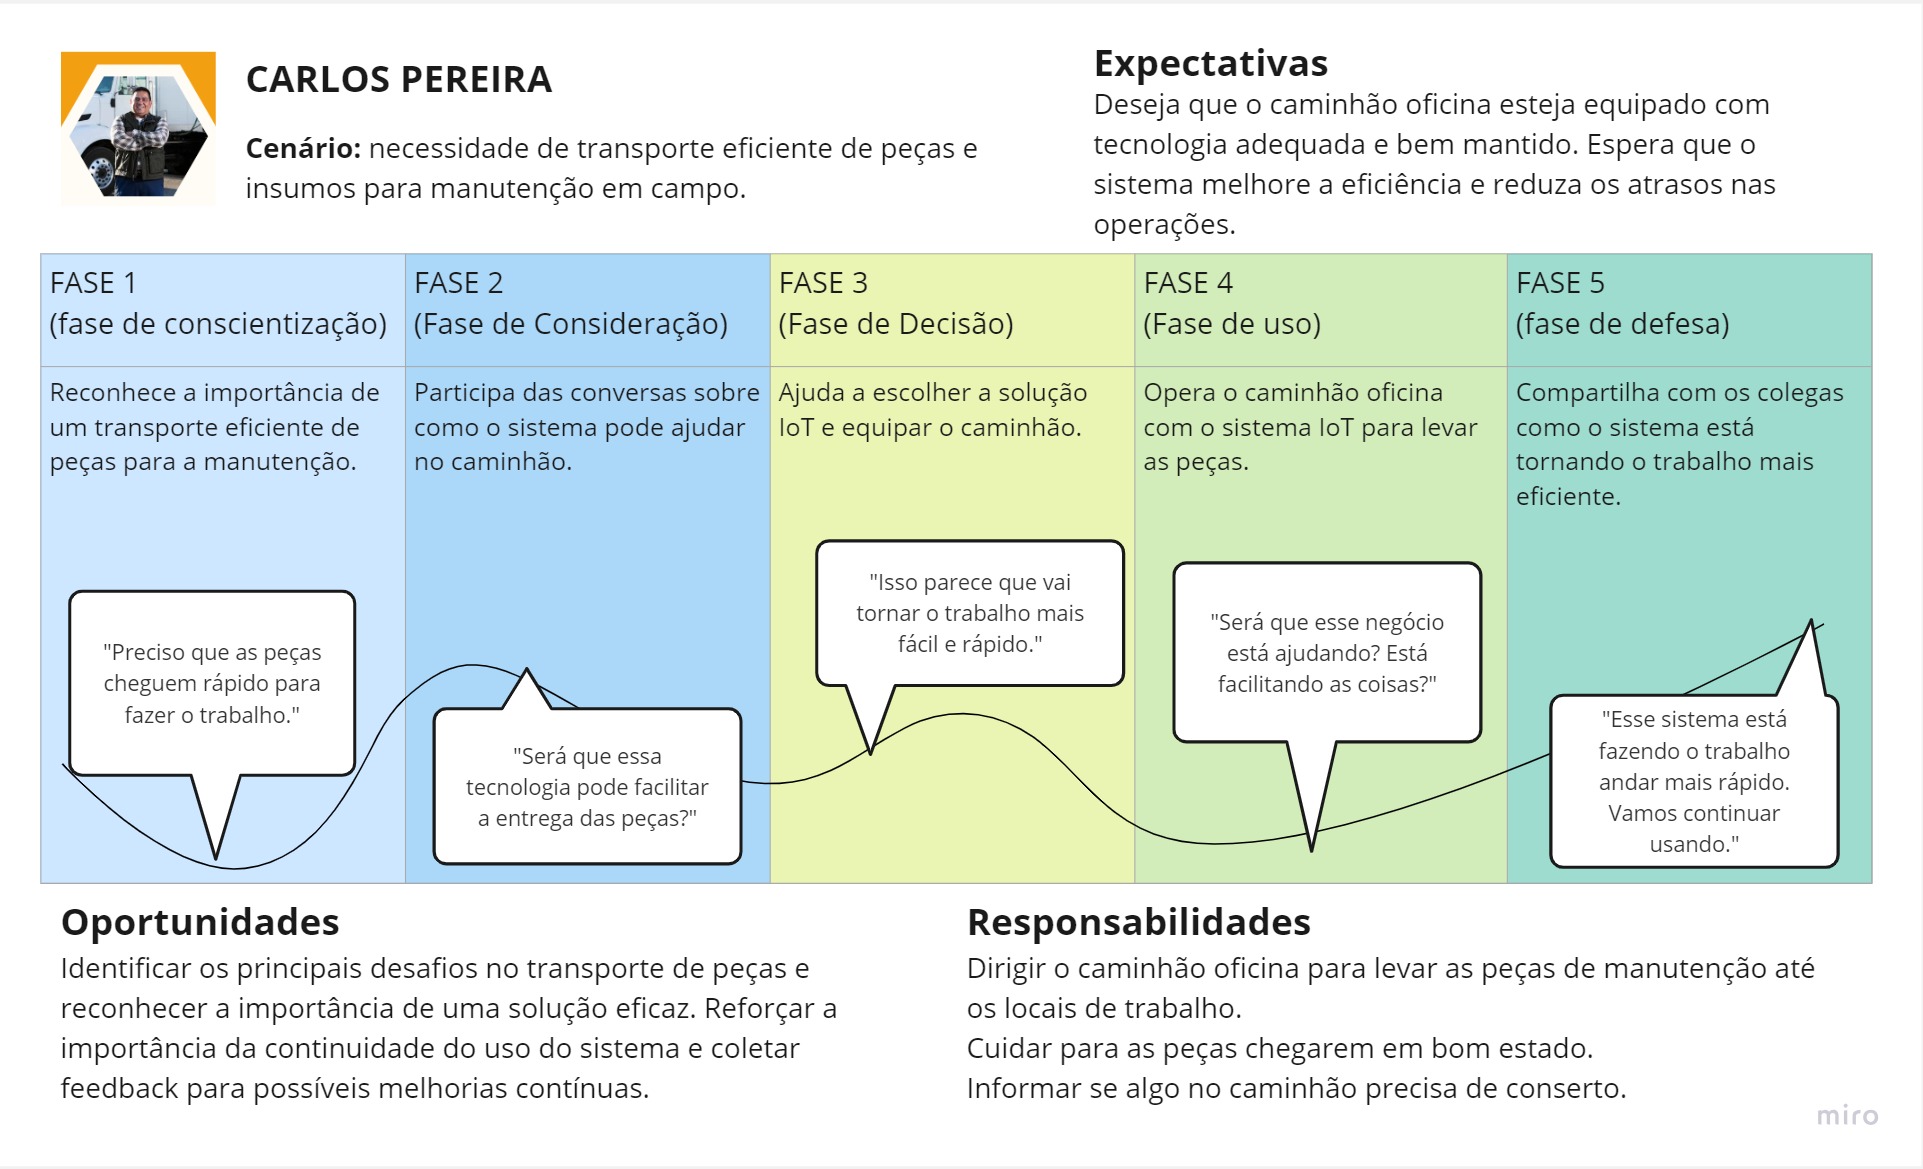 CARLOS PEREIRA
Cenário: necessidade de transporte eficiente de peças e
insumos para manutenção em campo.
Expectativas
Deseja que o caminhão oficina esteja equipado com
tecnologia adequada e bem mantido. Espera que o
sistema melhore a eficiência e reduza os atrasos nas
operações.
FASE 1
(fase de conscientização)
Reconhece a importância de
um transporte eficiente de
peças para a manutenção.
"Preciso que as peças
cheguem rápido para
fazer o trabalho."
FASE 2
(Fase de Consideração)
Participa das conversas sobre
como o sistema pode ajudar
no caminhão.
"Será que essa
tecnologia pode facilitar
a entrega das peças?"
FASE 3
(Fase de Decisão)
Ajuda a escolher a solução
IoT e equipar o caminhão.
"Isso parece que vai
tornar o trabalho mais
fácil e rápido."
FASE 4
(Fase de uso)
Opera o caminhão oficina
com o sistema IoT para levar
as peças.
"Será que esse negócio
está ajudando? Está
facilitando as coisas?"
FASE 5
(fase de defesa)
Compartilha com os colegas
como o sistema está
tornando o trabalho mais
eficiente.
"Esse sistema está
fazendo o trabalho
andar mais rápido.
Vamos continuar
usando."
Oportunidades
Identificar os principais desafios no transporte de peças e
reconhecer a importância de uma solução eficaz. Reforçar a
importância da continuidade do uso do sistema e coletar
feedback para possíveis melhorias contínuas.
Responsabilidades
Dirigir o caminhão oficina para levar as peças de manutenção até
os locais de trabalho.
Cuidar para as peças chegarem em bom estado.
Informar se algo no caminhão precisa de conserto.
miro